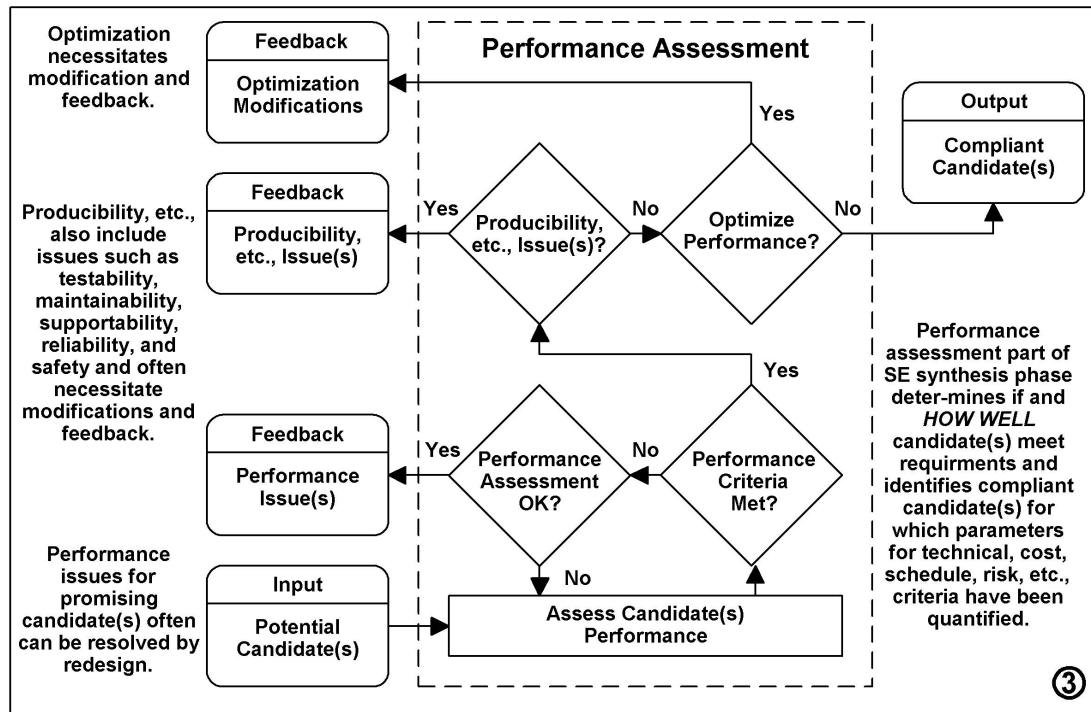 Optimization
necessitates
modification and
feedback.
Feedback
Optimization
Modifications
Performance Assessment
Yes
Output
Compliant
Candidate(s)
Producibility, etc.,
also include
issues such as
testability,
maintainability,
supportability,
reliability, and
safety and often
necessitate
modifications and
feedback.
Feedback
Producibility,
etc., Issue(s)
Yes
Producibility,
etc., Issue(s)?
No
Optimize
Performance?
No
Yes
Feedback
Performance
Issue(s)
Yes
Performance
Assessment
OK?
No
Performance
Criteria
Met?
Performance
assessment part of
SE synthesis phase
deter-mines if and
HOW WELL
candidate(s) meet
requirments and
identifies compliant
candidate(s) for
which parameters
for technical, cost,
schedule, risk, etc.,
criteria have been
quantified.
Performance
issues for
promising
candidate(s) often
can be resolved by
redesign.
Input
Potential
Candidate(s)
No
Assess Candidate(s)
Performance
3